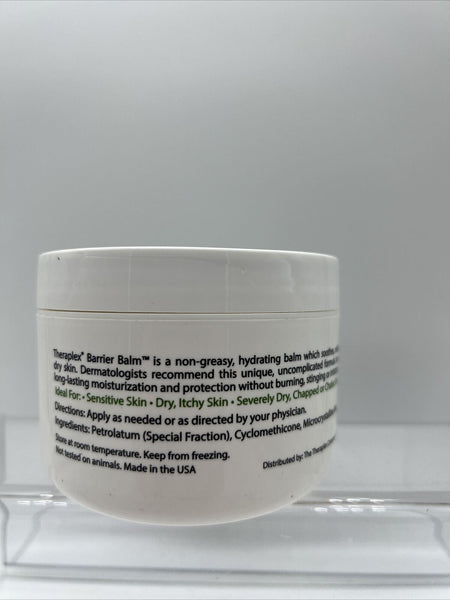 Theraplex® Barrier Balm™ is a non-greasy, hydrating balm which soothes
dry skin. Dermatologists recommend this unique, uncomplicated formula
long-lasting moisturization and protection without burning, stinging or
Ideal For: • Sensitive Skin • Dry, Itchy Skin • Severely Dry, Chapped or
Directions: Apply as needed or as directed by your physician.
Ingredients: Petrolatum (Special Fraction), Cyclomethicone,
Store at room temperature. Keep from freezing.
Not tested on animals. Made in the USA
Distributed by: The Theraplex